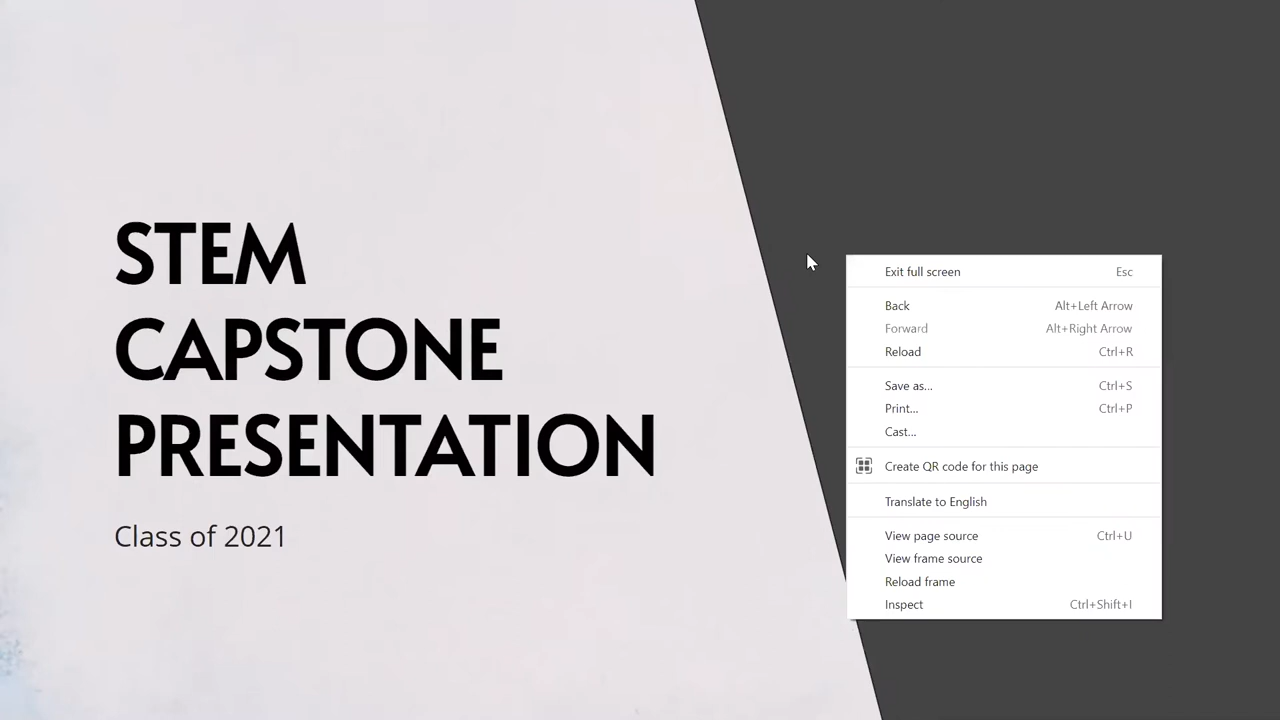 STEM
CAPSTONE
PRESENTATION
Class of 2021
Exit full screen Esc
Back Alt+Left Arrow
Forward Alt+Right Arrow
Reload Ctrl+R
Save as... Ctrl+S
Print... Ctrl+P
Cast...
Create QR code for this page
Translate to English
View page source Ctrl+U
View frame source
Reload frame
Inspect Ctrl+Shift+I